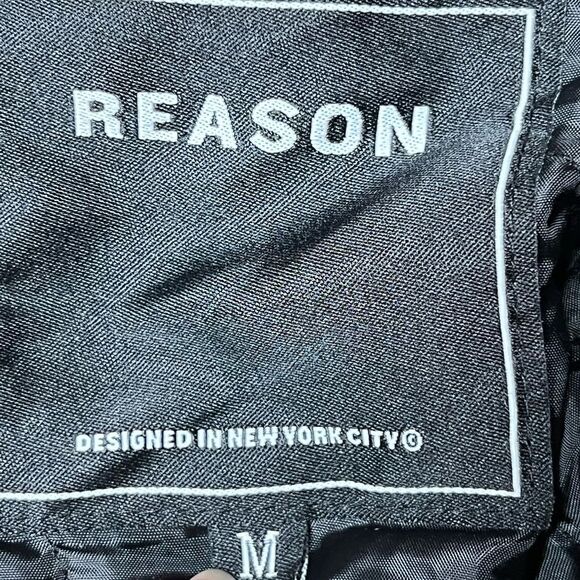 REASON
DESIGNED IN NEW YORK CITY©
M